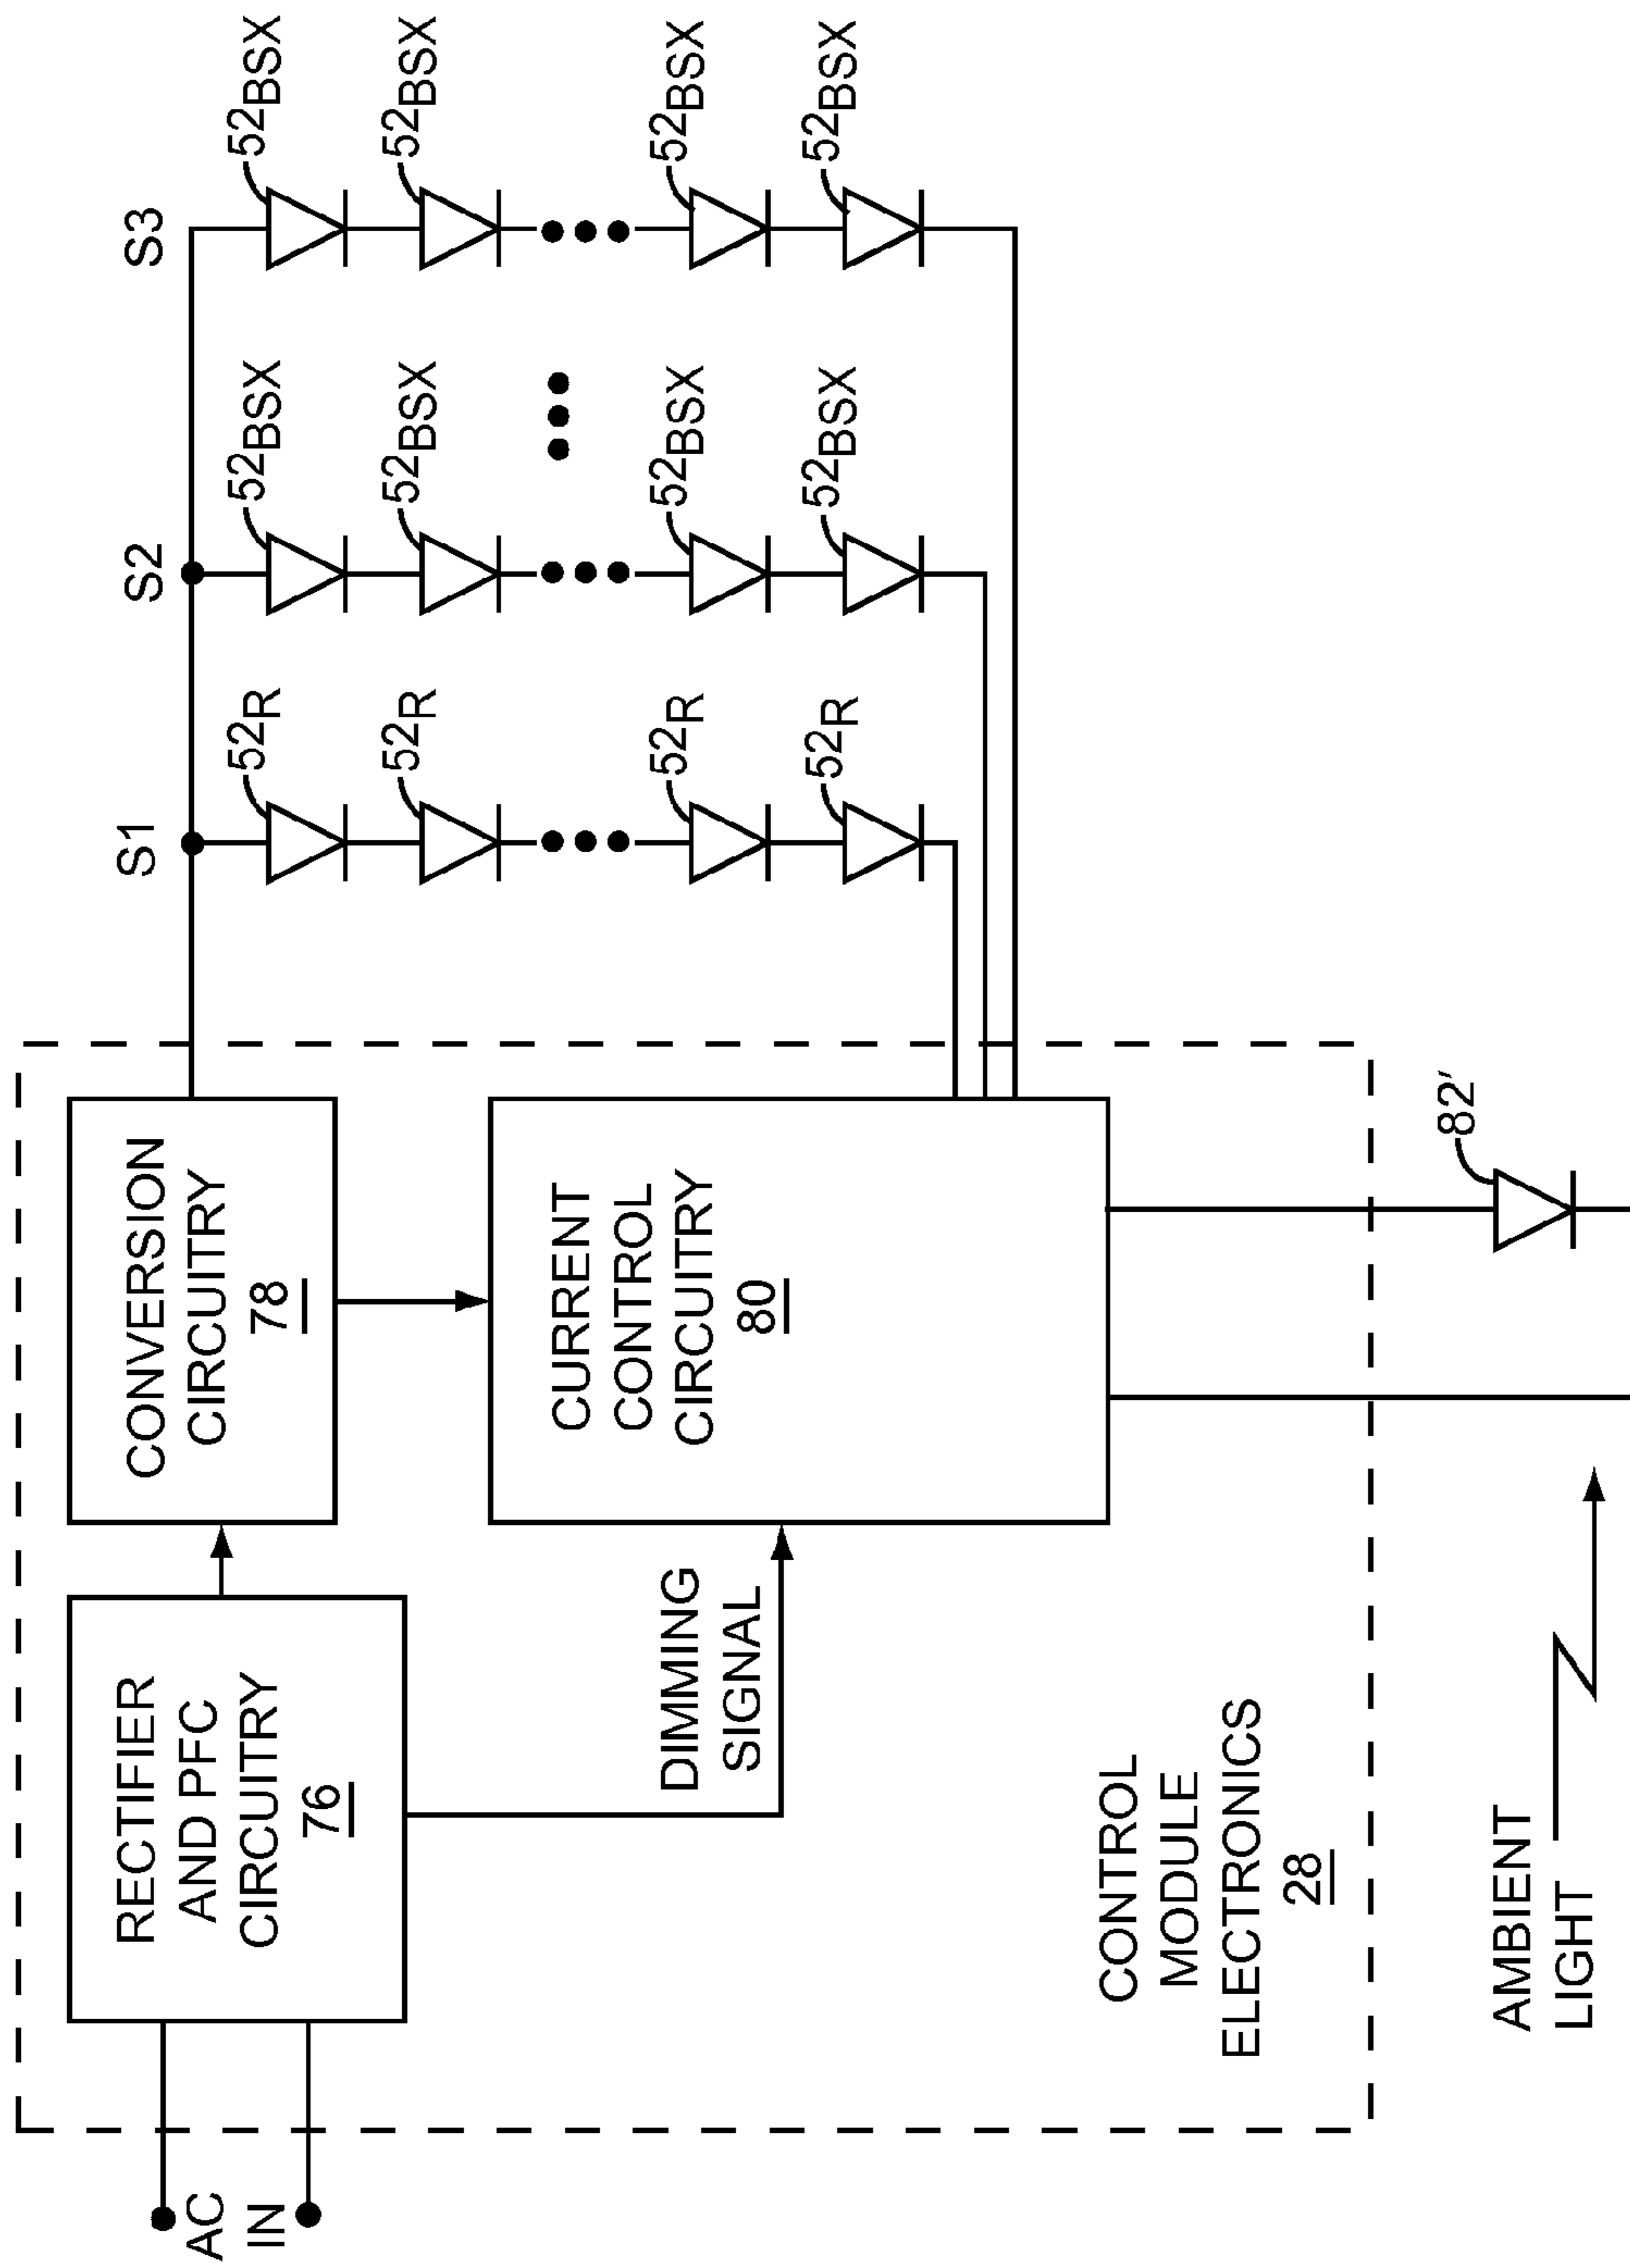 S1
S2
S3
52R
52BSX
52BSX
52R
52BSX
52BSX
52R
52BSX
52BSX
52R
52BSX
52BSX
AC
IN
RECTIFIER
AND PFC
CIRCUITRY
76
CONVERSION
CIRCUITRY
78
DIMMING
SIGNAL
CURRENT
CONTROL
CIRCUITRY
80
CONTROL
MODULE
ELECTRONICS
28
82'
AMBIENT
LIGHT